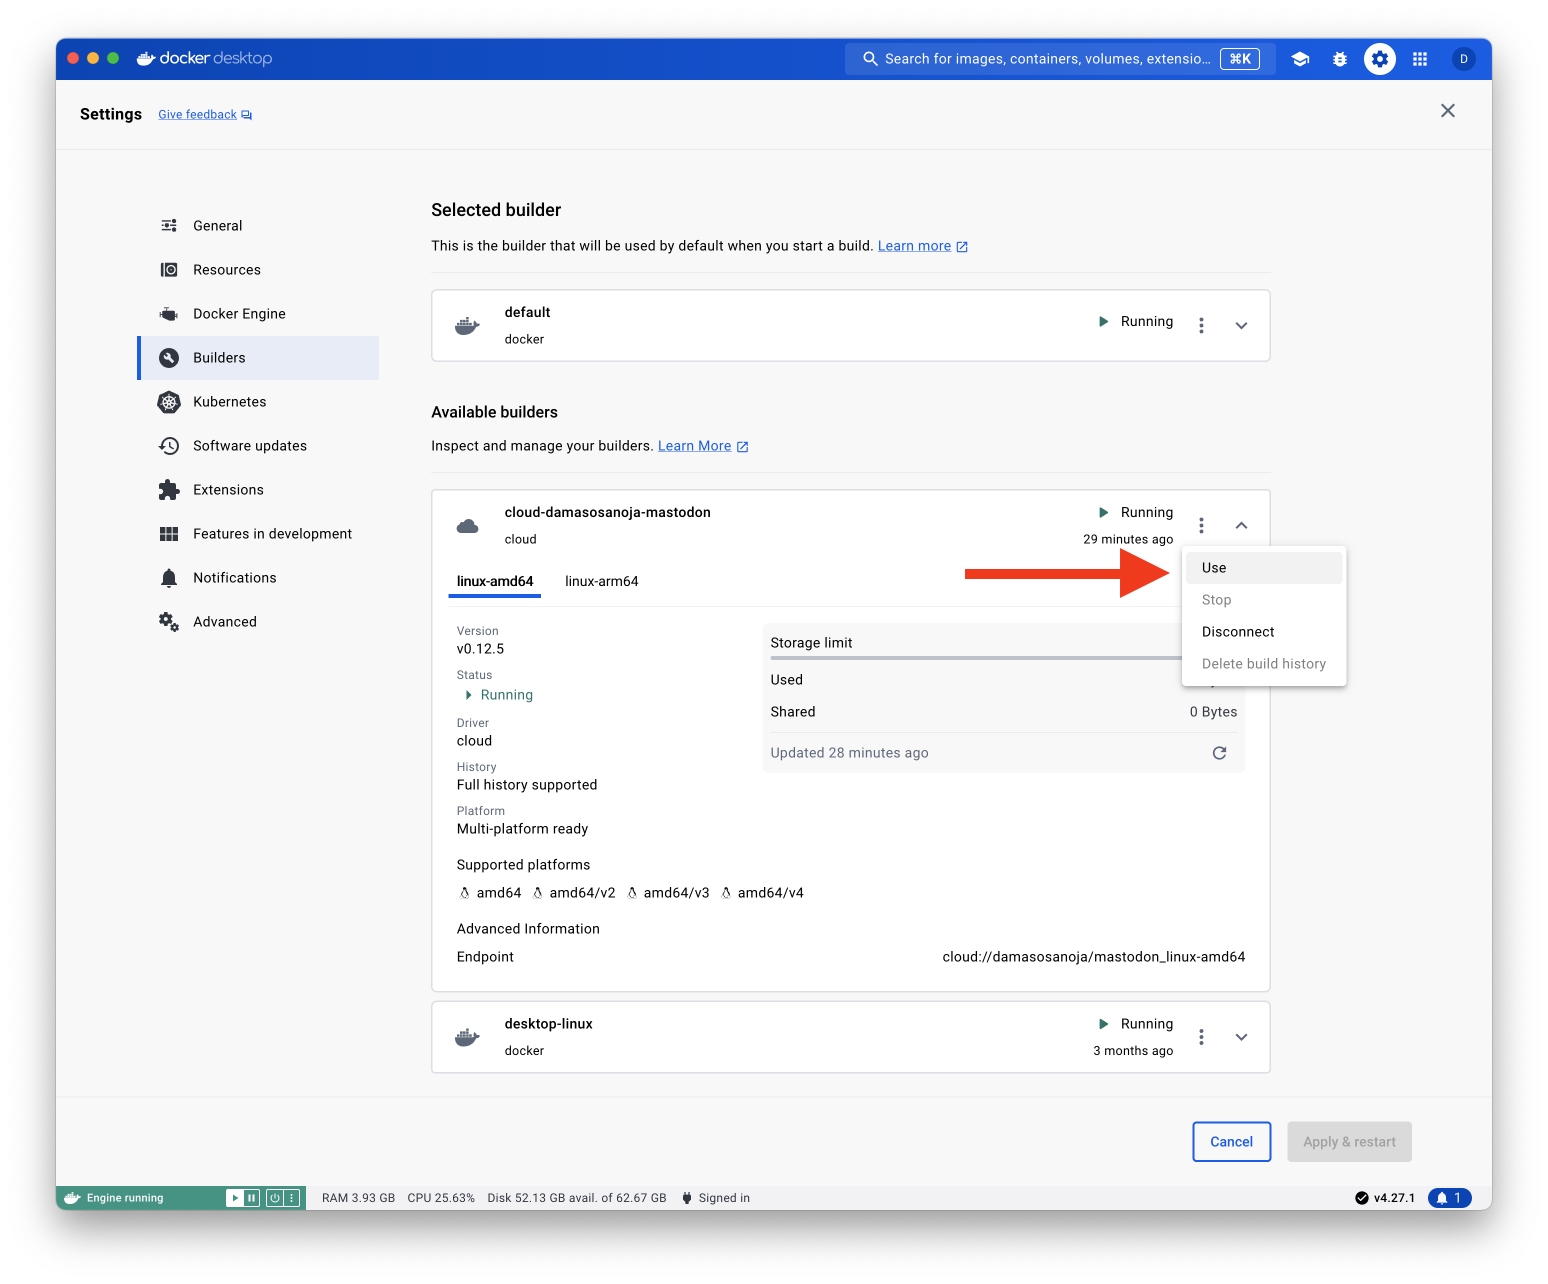 docker desktop
Search for images, containers, volumes, extensio... ⌘K
D
Settings Give feedback
General
Resources
Docker Engine
Builders
Kubernetes
Software updates
Extensions
Features in development
Notifications
Advanced
Selected builder
This is the builder that will be used by default when you start a build. Learn more
default
docker
Running
Available builders
Inspect and manage your builders. Learn More
cloud-damasosanoja-mastodon
cloud
Running
29 minutes ago
Use
Stop
Disconnect
Delete build history
linux-amd64 linux-arm64
Version
v0.12.5
Status
Running
Driver
cloud
History
Full history supported
Platform
Multi-platform ready
Storage limit
Used
Shared 0 Bytes
Updated 28 minutes ago
Supported platforms
amd64 amd64/v2 amd64/v3 amd64/v4
Advanced Information
Endpoint cloud://damasosanoja/mastodon_linux-amd64
desktop-linux
docker
Running
3 months ago
Cancel Apply & restart
Engine running RAM 3.93 GB CPU 25.63% Disk 52.13 GB avail. of 62.67 GB Signed in v4.27.1 1